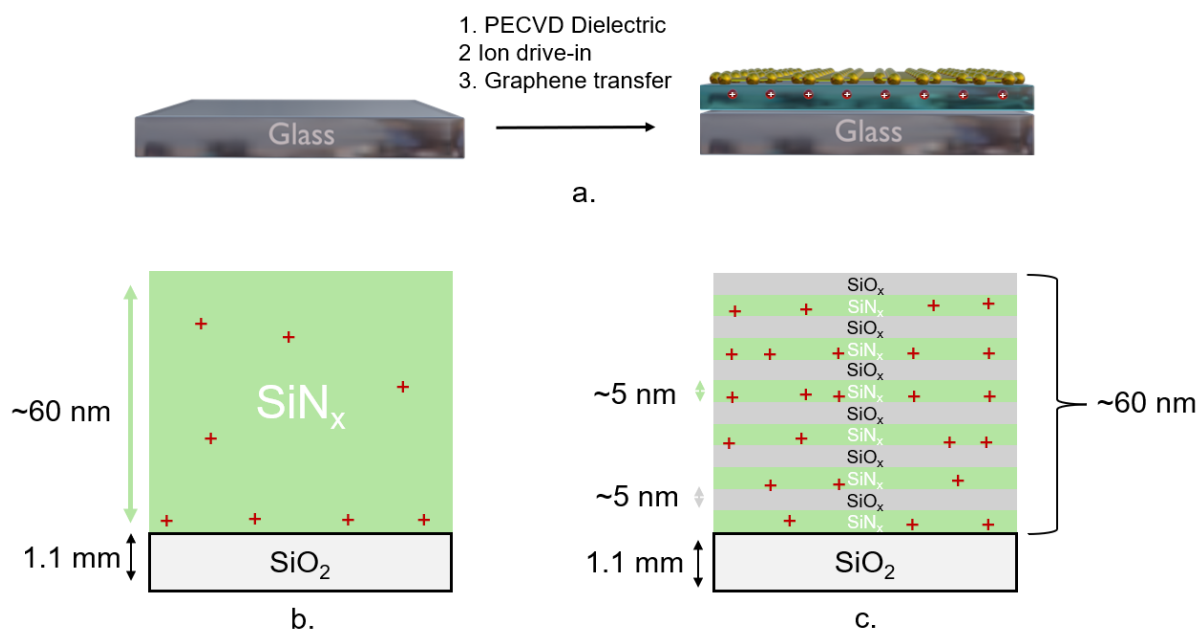 1. PECVD Dielectric
2 Ion drive-in
3. Graphene transfer
Glass
Glass
a.
~60 nm
SiNₓ
1.1 mm
SiO₂
b.
SiOₓ
SiNₓ
SiOₓ
SiNₓ
SiOₓ
~5 nm
SiNₓ
SiOₓ
SiNₓ
SiOₓ
SiNₓ
~5 nm
SiOₓ
SiNₓ
~60 nm
1.1 mm
SiO₂
c.